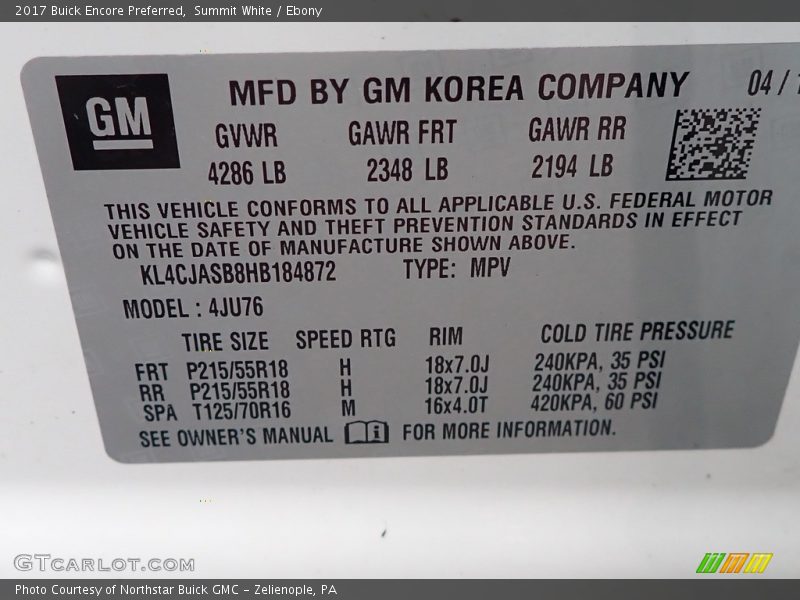 2017 Buick Encore Preferred,  Summit White / Ebony
GM
MFD BY GM KOREA COMPANY 04 / 1
GVWR GAWR FRT GAWR RR
4286 LB 2348 LB 2194 LB
THIS VEHICLE CONFORMS TO ALL APPLICABLE U.S. FEDERAL MOTOR
VEHICLE SAFETY AND THEFT PREVENTION STANDARDS IN EFFECT
ON THE DATE OF MANUFACTURE SHOWN ABOVE.
KL4CJASB8HB184872 TYPE: MPV
MODEL : 4JU76
TIRE SIZE SPEED RTG RIM COLD TIRE PRESSURE
FRT P215/55R18 H 18x7.0J 240KPA, 35 PSI
RR P215/55R18 H 18x7.0J 240KPA, 35 PSI
SPA T125/70R16 M 16x4.0T 420KPA, 60 PSI
SEE OWNER'S MANUAL FOR MORE INFORMATION.
GTCARLOT.COM
Photo Courtesy of Northstar Buick GMC – Zelienople, PA